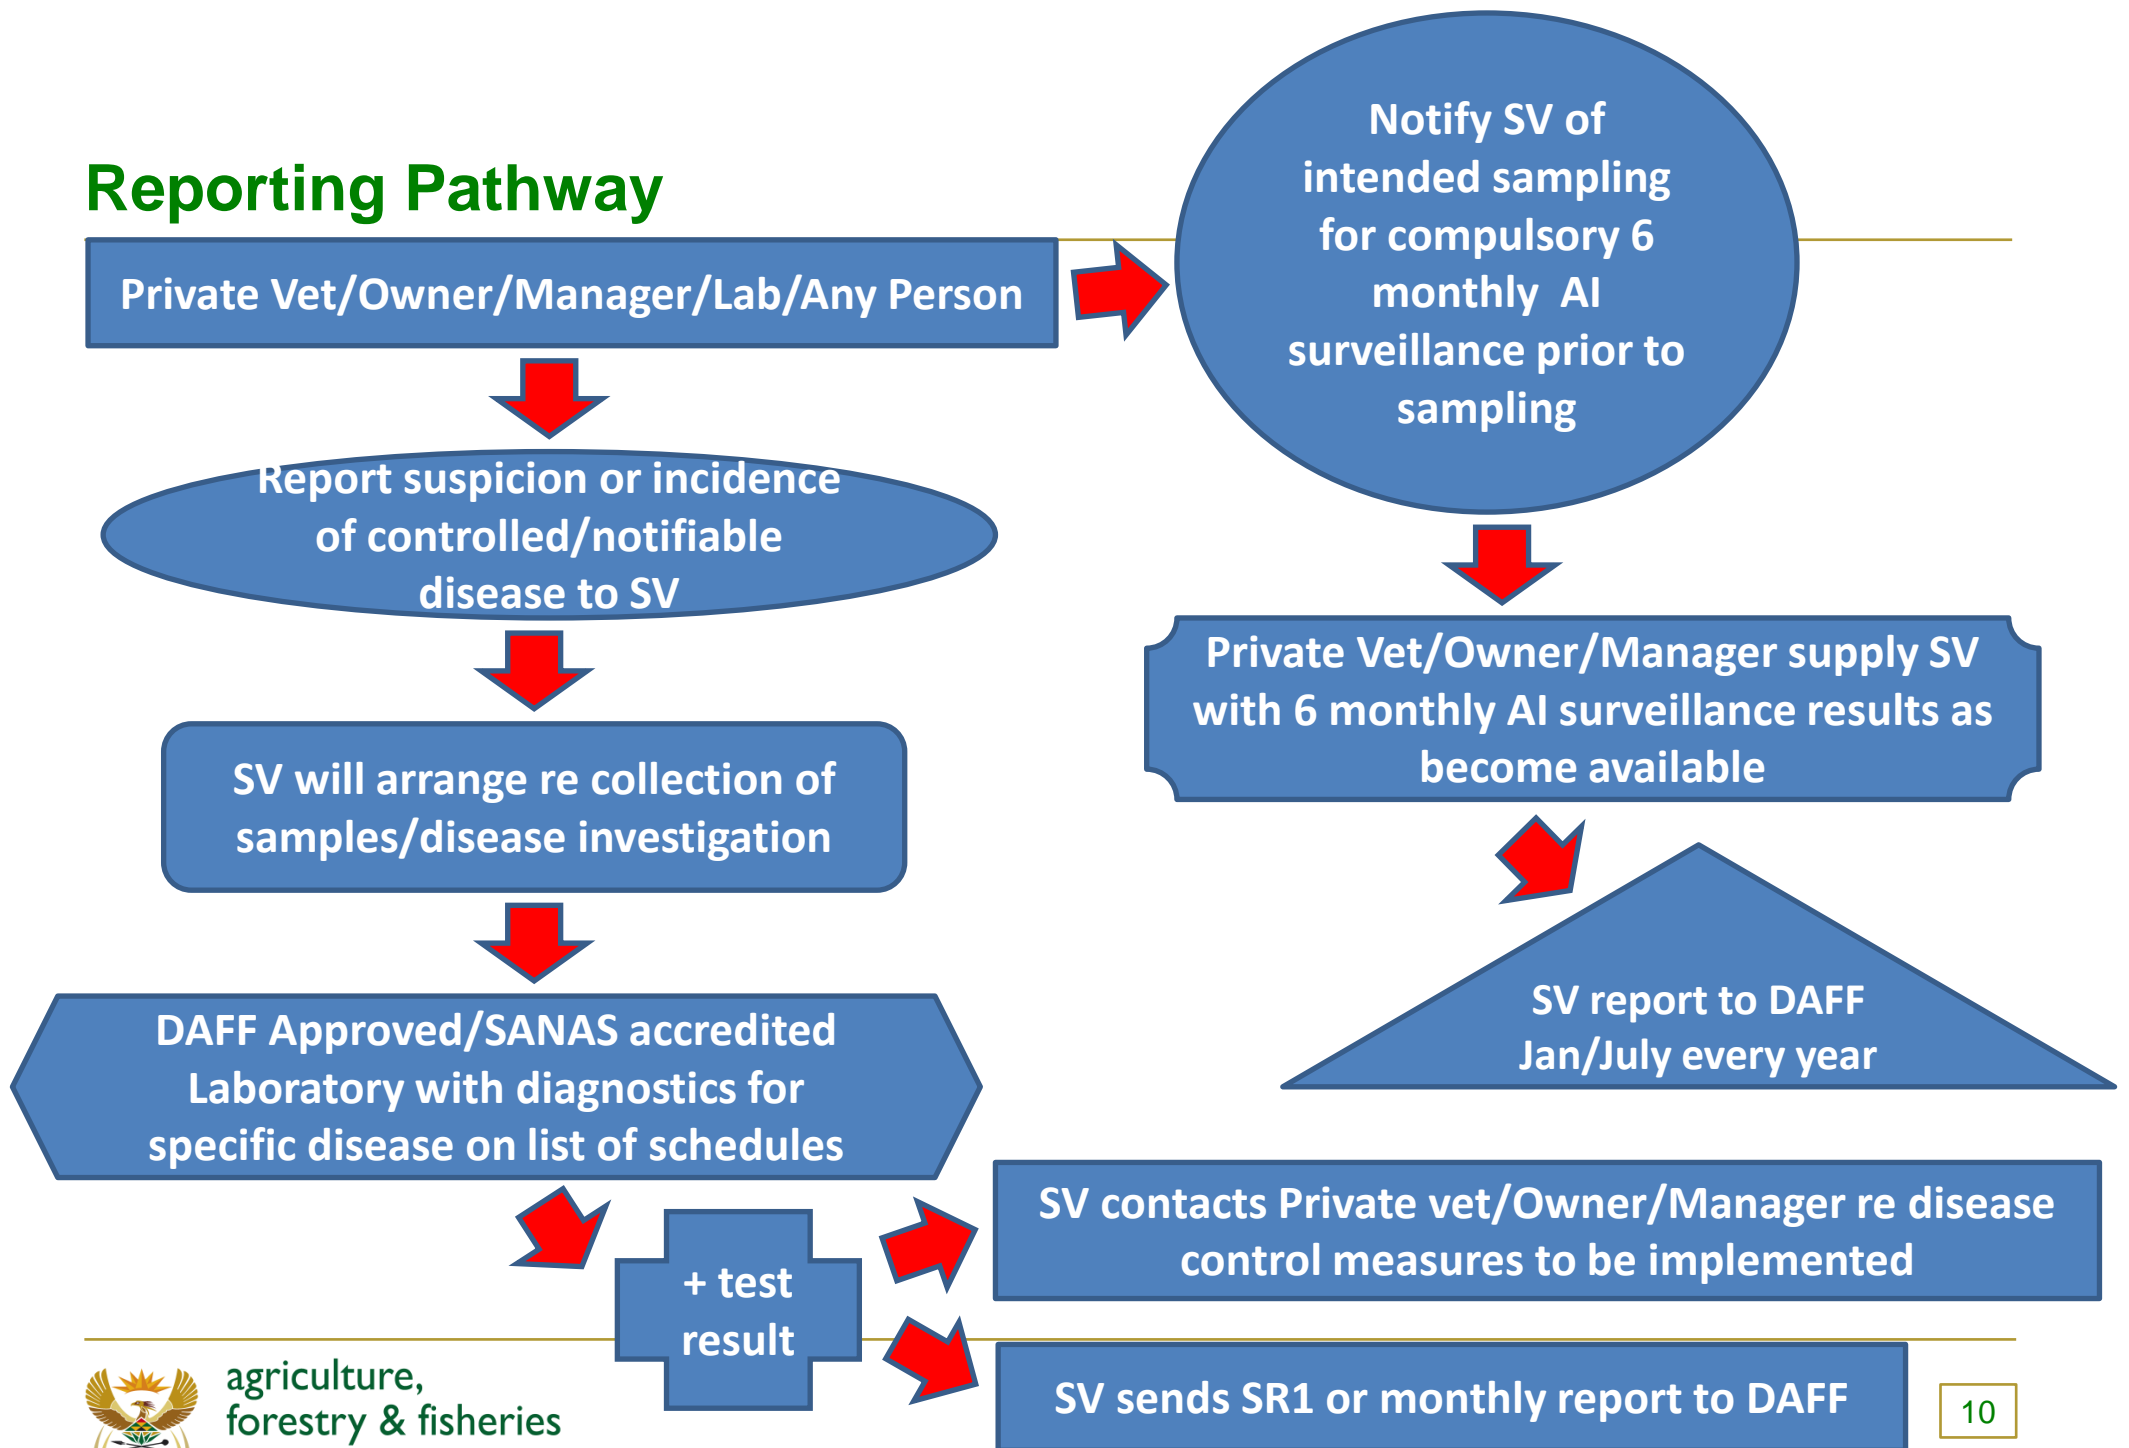 Reporting Pathway
Private Vet/Owner/Manager/Lab/Any Person
Notify SV of
intended sampling
for compulsory 6
monthly AI
surveillance prior to
sampling
Report suspicion or incidence
of controlled/notifiable
disease to SV
Private Vet/Owner/Manager supply SV
with 6 monthly AI surveillance results as
become available
SV will arrange re collection of
samples/disease investigation
SV report to DAFF
Jan/July every year
DAFF Approved/SANAS accredited
Laboratory with diagnostics for
specific disease on list of schedules
+ test
result
SV contacts Private vet/Owner/Manager re disease
control measures to be implemented
SV sends SR1 or monthly report to DAFF
agriculture,
forestry & fisheries
10